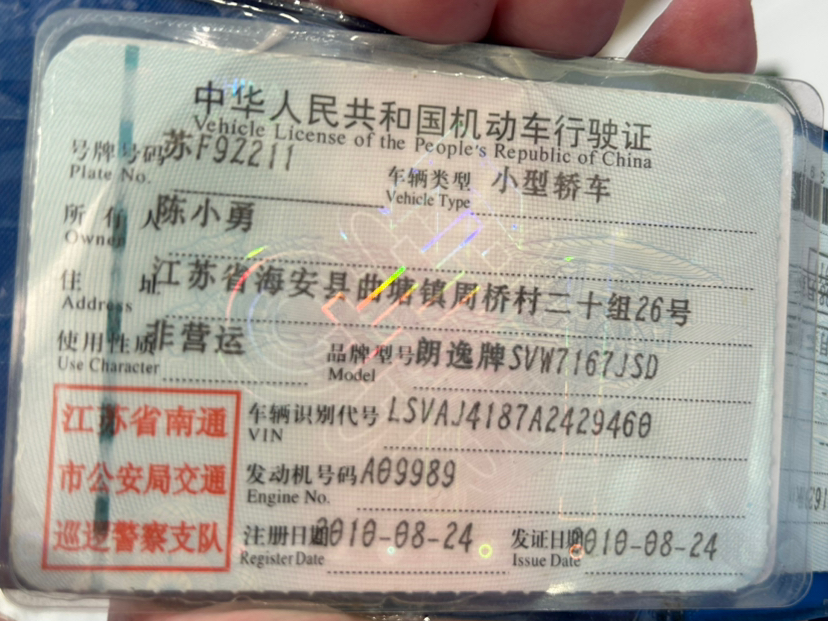 中华人民共和国机动车行驶证
Vehicle License of the People's Republic of China
号牌号码 苏F9Z211 车辆类型 小型轿车
Plate No. Vehicle Type
所有人 陈小勇
Owner
住址 江苏省海安县曲塘镇周桥村二十组26号
Address
使用性质 非营运 品牌型号 朗逸牌SVW7167JSD
Use Character Model
江苏省南通
市公安局交通
巡逻警察支队
车辆识别代号 LSVAJ4187A2429460
VIN
发动机号码 A09989
Engine No.
注册日期 2010-08-24 发证日期 2010-08-24
Register Date Issue Date